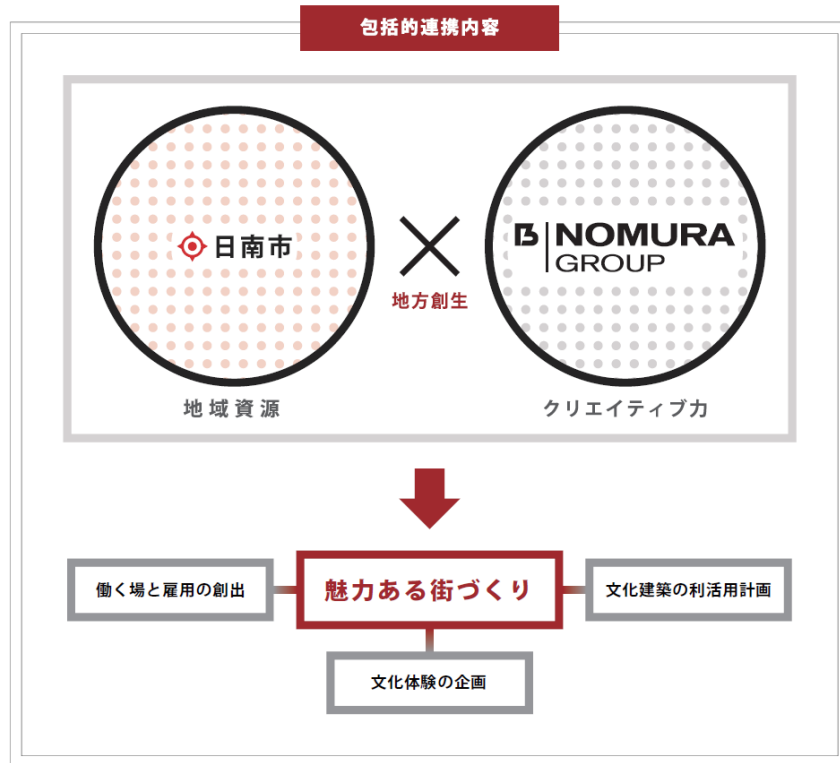 包括的連携内容
日南市
NOMURA
GROUP
地方創生
地域資源
クリエイティブ力
魅力ある街づくり
働く場と雇用の創出
文化建築の利活用計画
文化体験の企画